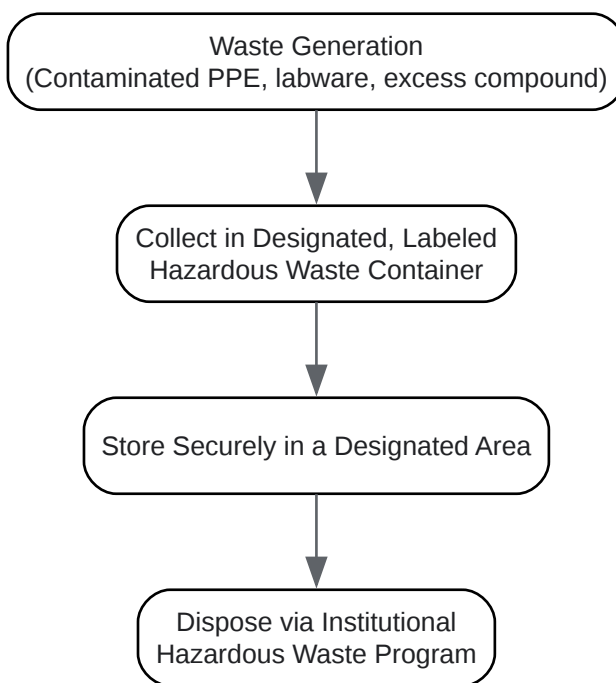 Waste Generation
(Contaminated PPE, labware, excess compound)
Collect in Designated, Labeled
Hazardous Waste Container
Store Securely in a Designated Area
Dispose via Institutional
Hazardous Waste Program